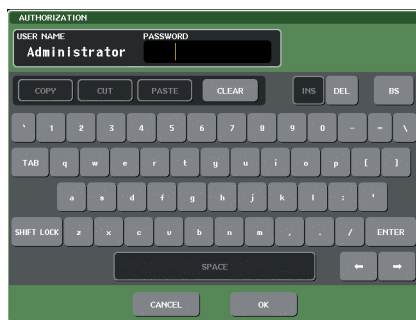 AUTHORIZATION
USER NAME PASSWORD
Administrator
COPY CUT PASTE CLEAR INS DEL BS
` 1 2 3 4 5 6 7 8 9 0 - = \
TAB q w e r t y u i o p [ ]
a s d f g h j k l ; '
SHIFT LOCK z x c v b n m , . / ENTER
SPACE ← →
CANCEL OK